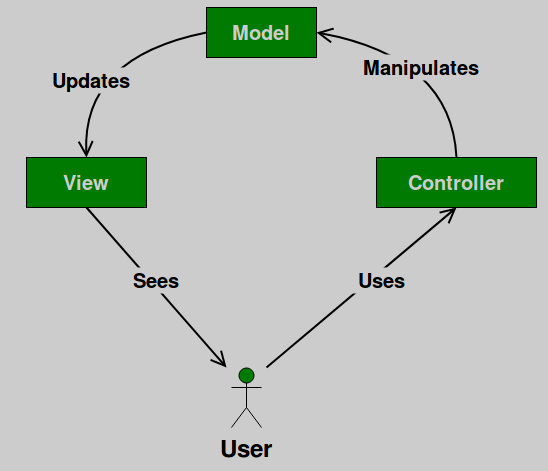 Model
Updates
Manipulates
View
Controller
Sees
Uses
User